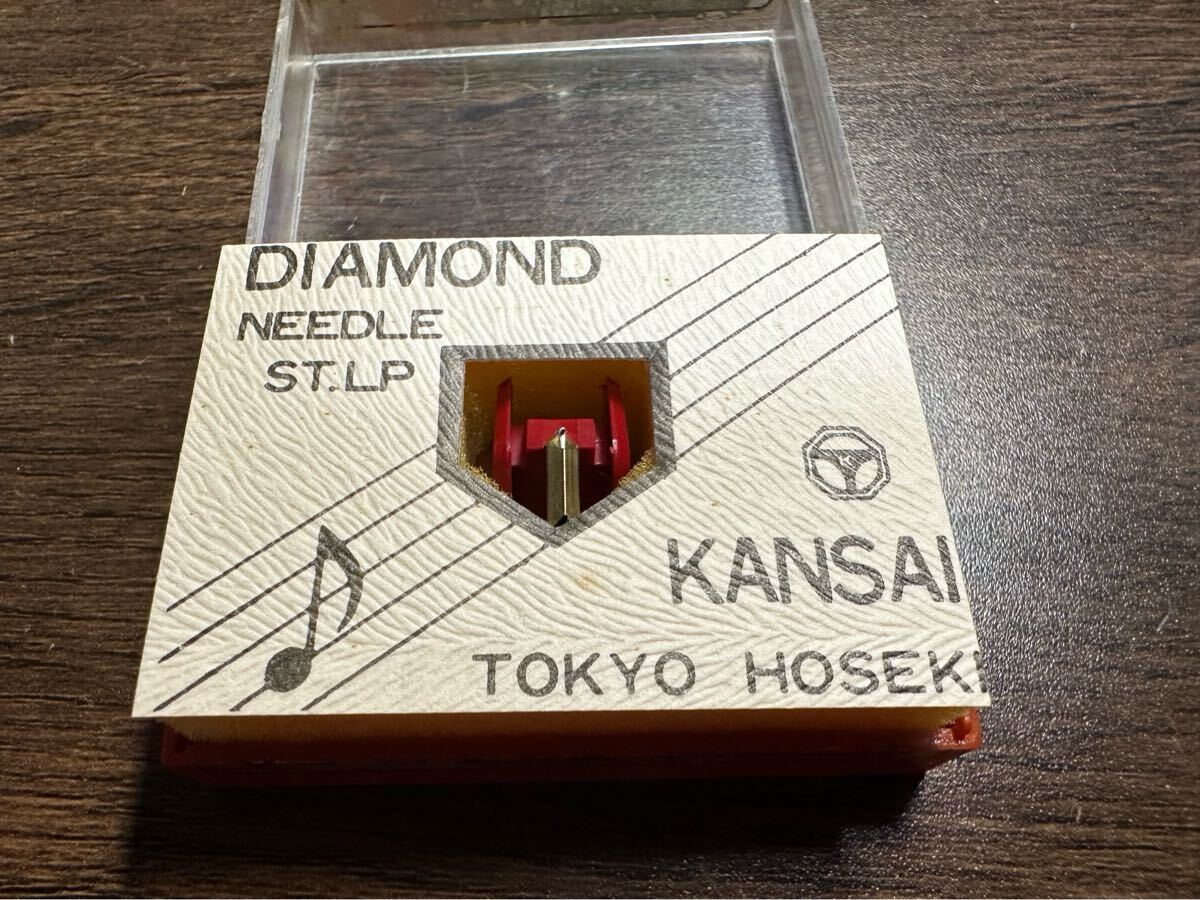 DIAMOND
NEEDLE
ST.LP
KANSAI
TOKYO HOSEKI